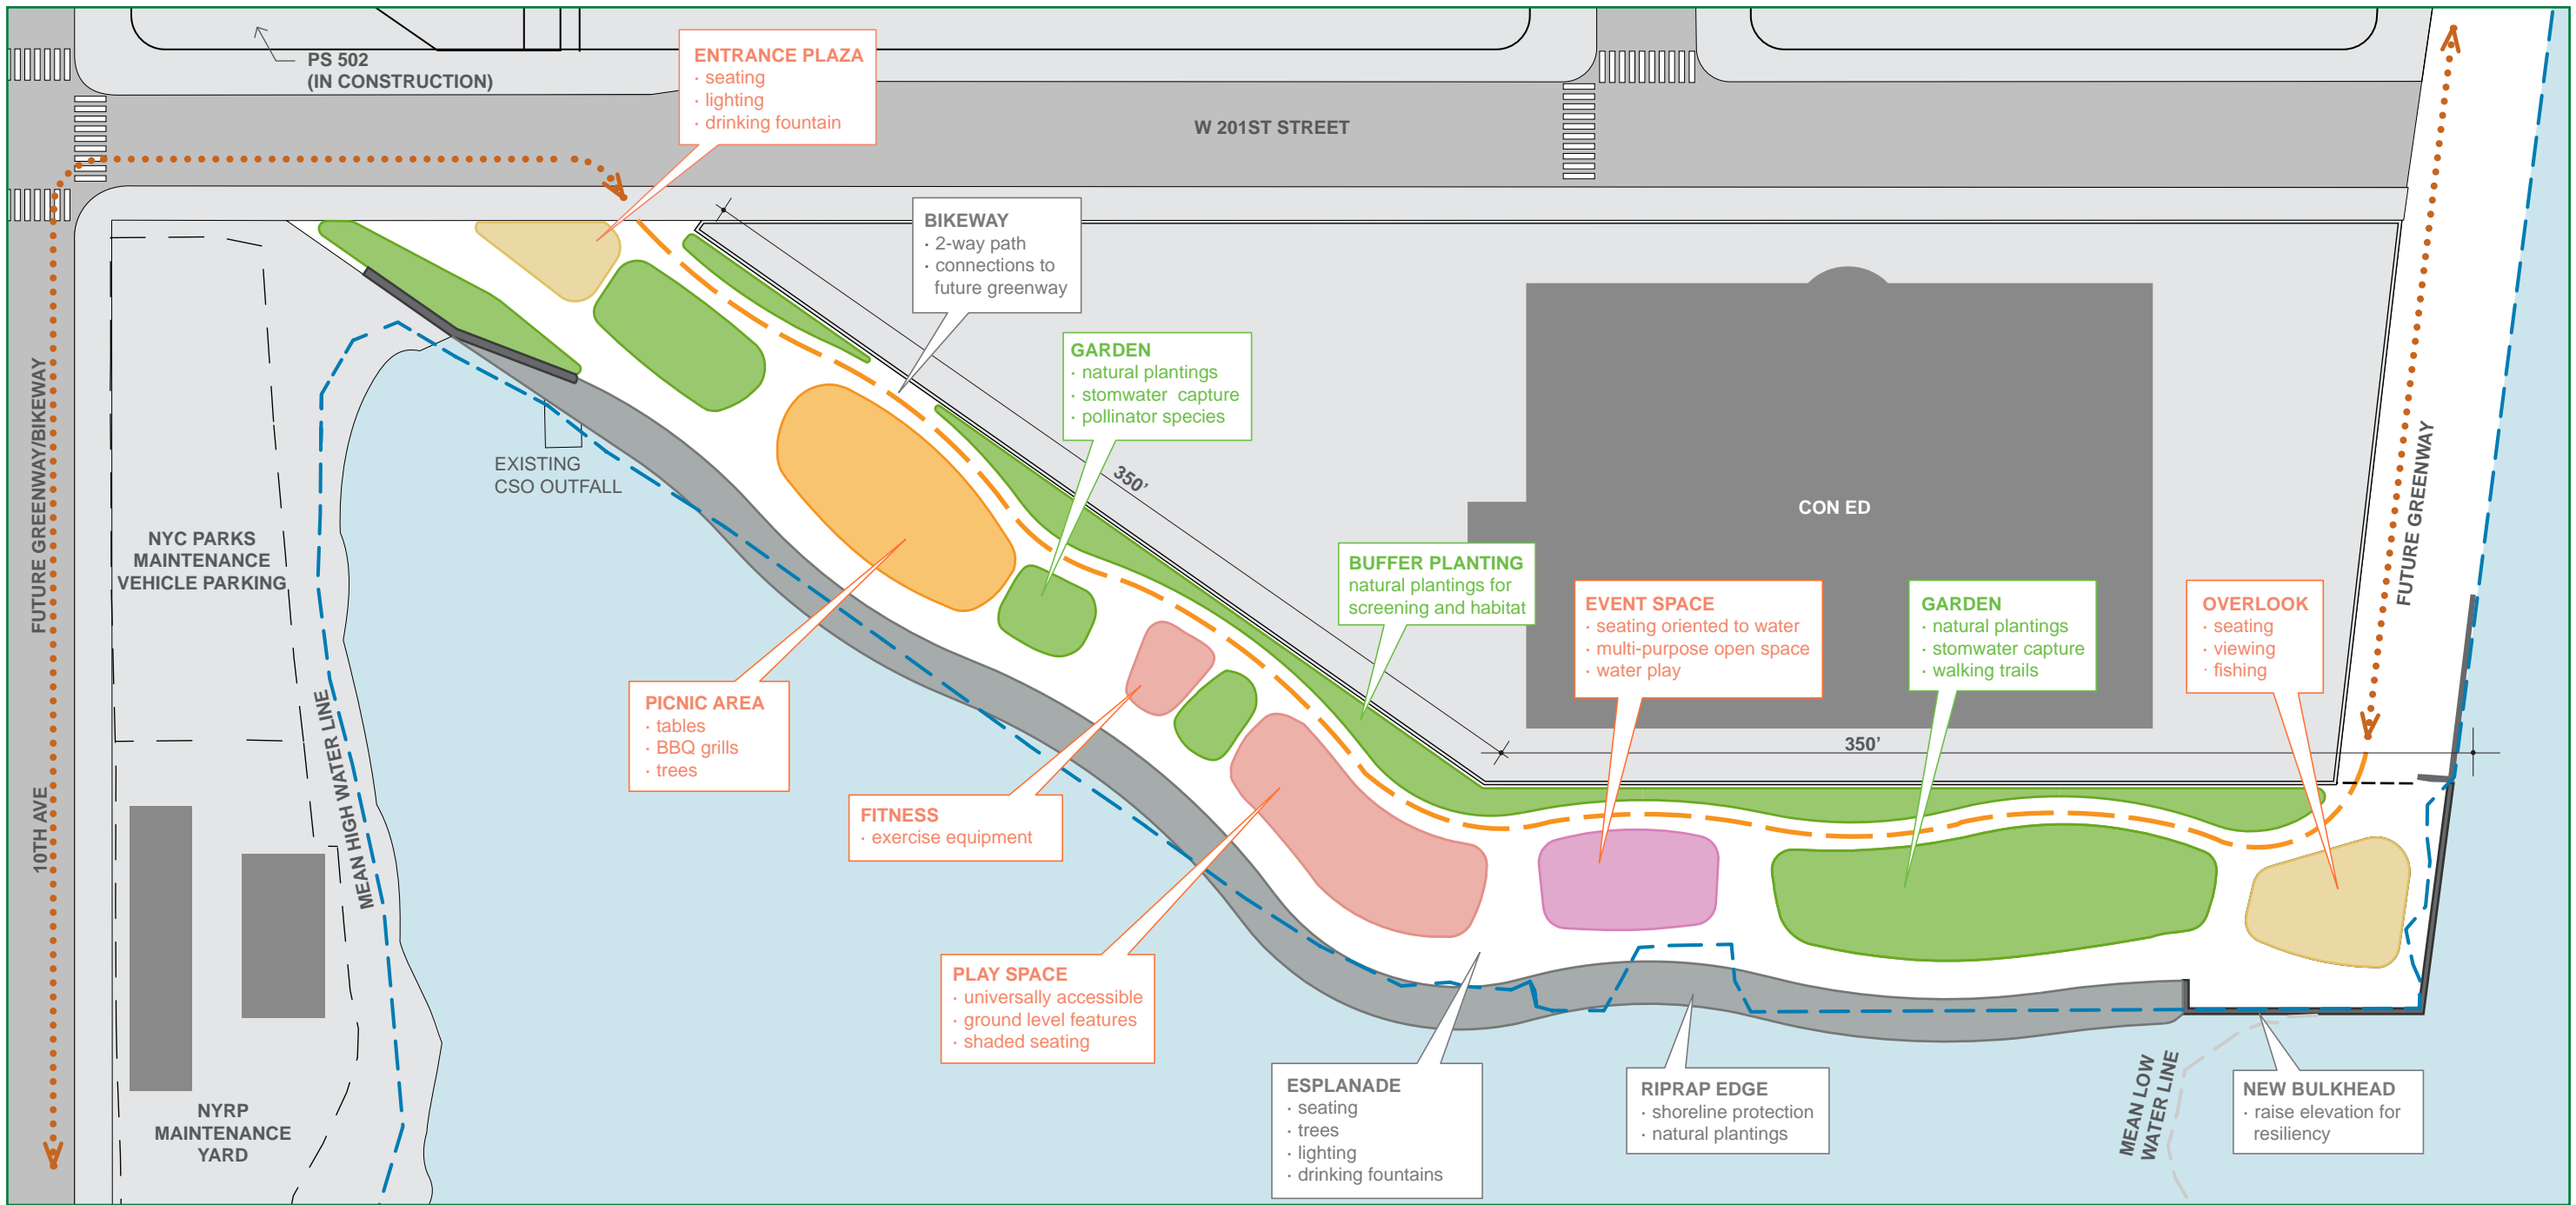 PS 502
(IN CONSTRUCTION)
ENTRANCE PLAZA
· seating
· lighting
· drinking fountain
W 201ST STREET
BIKEWAY
· 2-way path
· connections to
future greenway
GARDEN
· natural plantings
· stomwater capture
· pollinator species
350’
EXISTING
CSO OUTFALL
FUTURE GREENWAY/BIKEWAY
10TH AVE
NYC PARKS
MAINTENANCE
VEHICLE PARKING
MEAN HIGH WATER LINE
NYRP
MAINTENANCE
YARD
CON ED
BUFFER PLANTING
natural plantings for
screening and habitat
EVENT SPACE
· seating oriented to water
· multi-purpose open space
· water play
GARDEN
· natural plantings
· stomwater capture
· walking trails
OVERLOOK
· seating
· viewing
· fishing
FUTURE GREENWAY
350’
PICNIC AREA
· tables
· BBQ grills
· trees
FITNESS
· exercise equipment
PLAY SPACE
· universally accessible
· ground level features
· shaded seating
ESPLANADE
· seating
· trees
· lighting
· drinking fountains
RIPRAP EDGE
· shoreline protection
· natural plantings
MEAN LOW
WATER LINE
NEW BULKHEAD
· raise elevation for
resiliency